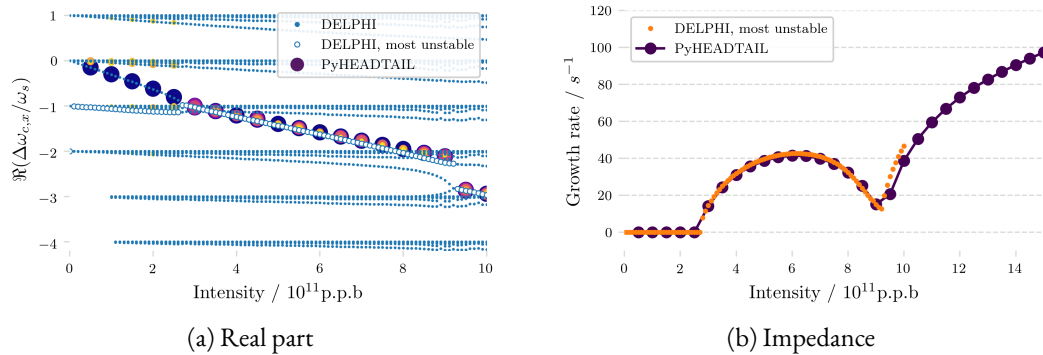 1
0
−1
−2
−3
−4
ℜ(Δω_{c,x}/ω_s)
0
2
4
6
8
10
Intensity / 10^{11}p.p.b
DELPHI
DELPHI, most unstable
PyHEADTAIL
(a) Real part
120
100
80
60
40
20
0
Growth rate / s^{−1}
0
2
4
6
8
10
12
14
Intensity / 10^{11}p.p.b
DELPHI, most unstable
PyHEADTAIL
(b) Impedance